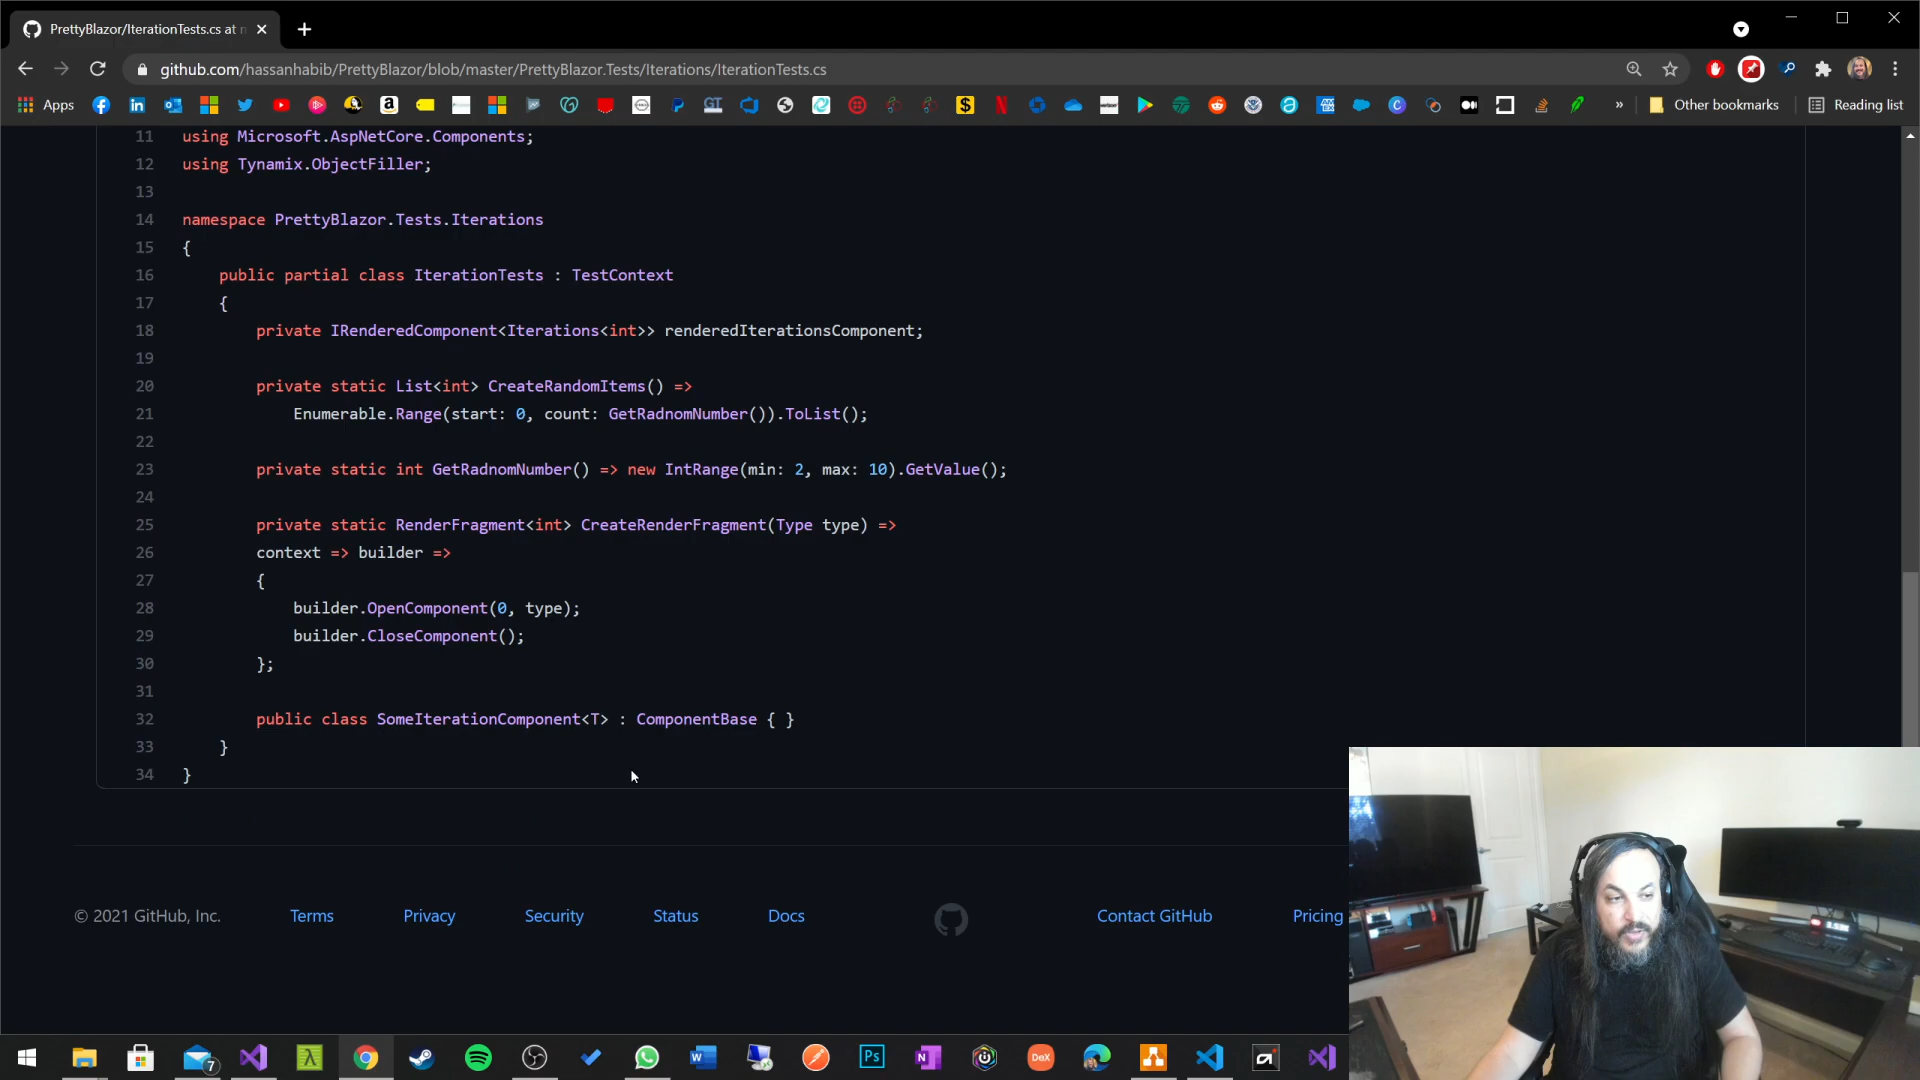 PrettyBlazor/IterationTests.cs at m
github.com/hassanhabib/PrettyBlazor/blob/master/PrettyBlazor.Tests/Iterations/IterationTests.cs
Apps
GT
Other bookmarks
Reading list
11 using Microsoft.AspNetCore.Components;
12 using Tynamix.ObjectFiller;
13
14 namespace PrettyBlazor.Tests.Iterations
15 {
16 public partial class IterationTests : TestContext
17 {
18 private IRenderedComponent<Iterations<int>> renderedIterationsComponent;
19
20 private static List<int> CreateRandomItems() =>
21 Enumerable.Range(start: 0, count: GetRadnomNumber()).ToList();
22
23 private static int GetRadnomNumber() => new IntRange(min: 2, max: 10).GetValue();
24
25 private static RenderFragment<int> CreateRenderFragment(Type type) =>
26 context => builder =>
27 {
28 builder.OpenComponent(0, type);
29 builder.CloseComponent();
30 };
31
32 public class SomeIterationComponent<T> : ComponentBase { }
33 }
34 }
© 2021 GitHub, Inc.
Terms
Privacy
Security
Status
Docs
Contact GitHub
Pricing
7
Ps
DeX